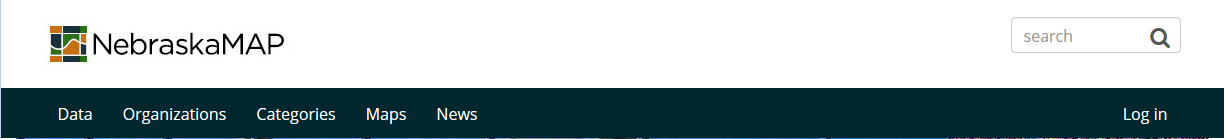 NebraskaMAP
search
Data Organizations Categories Maps News Log in